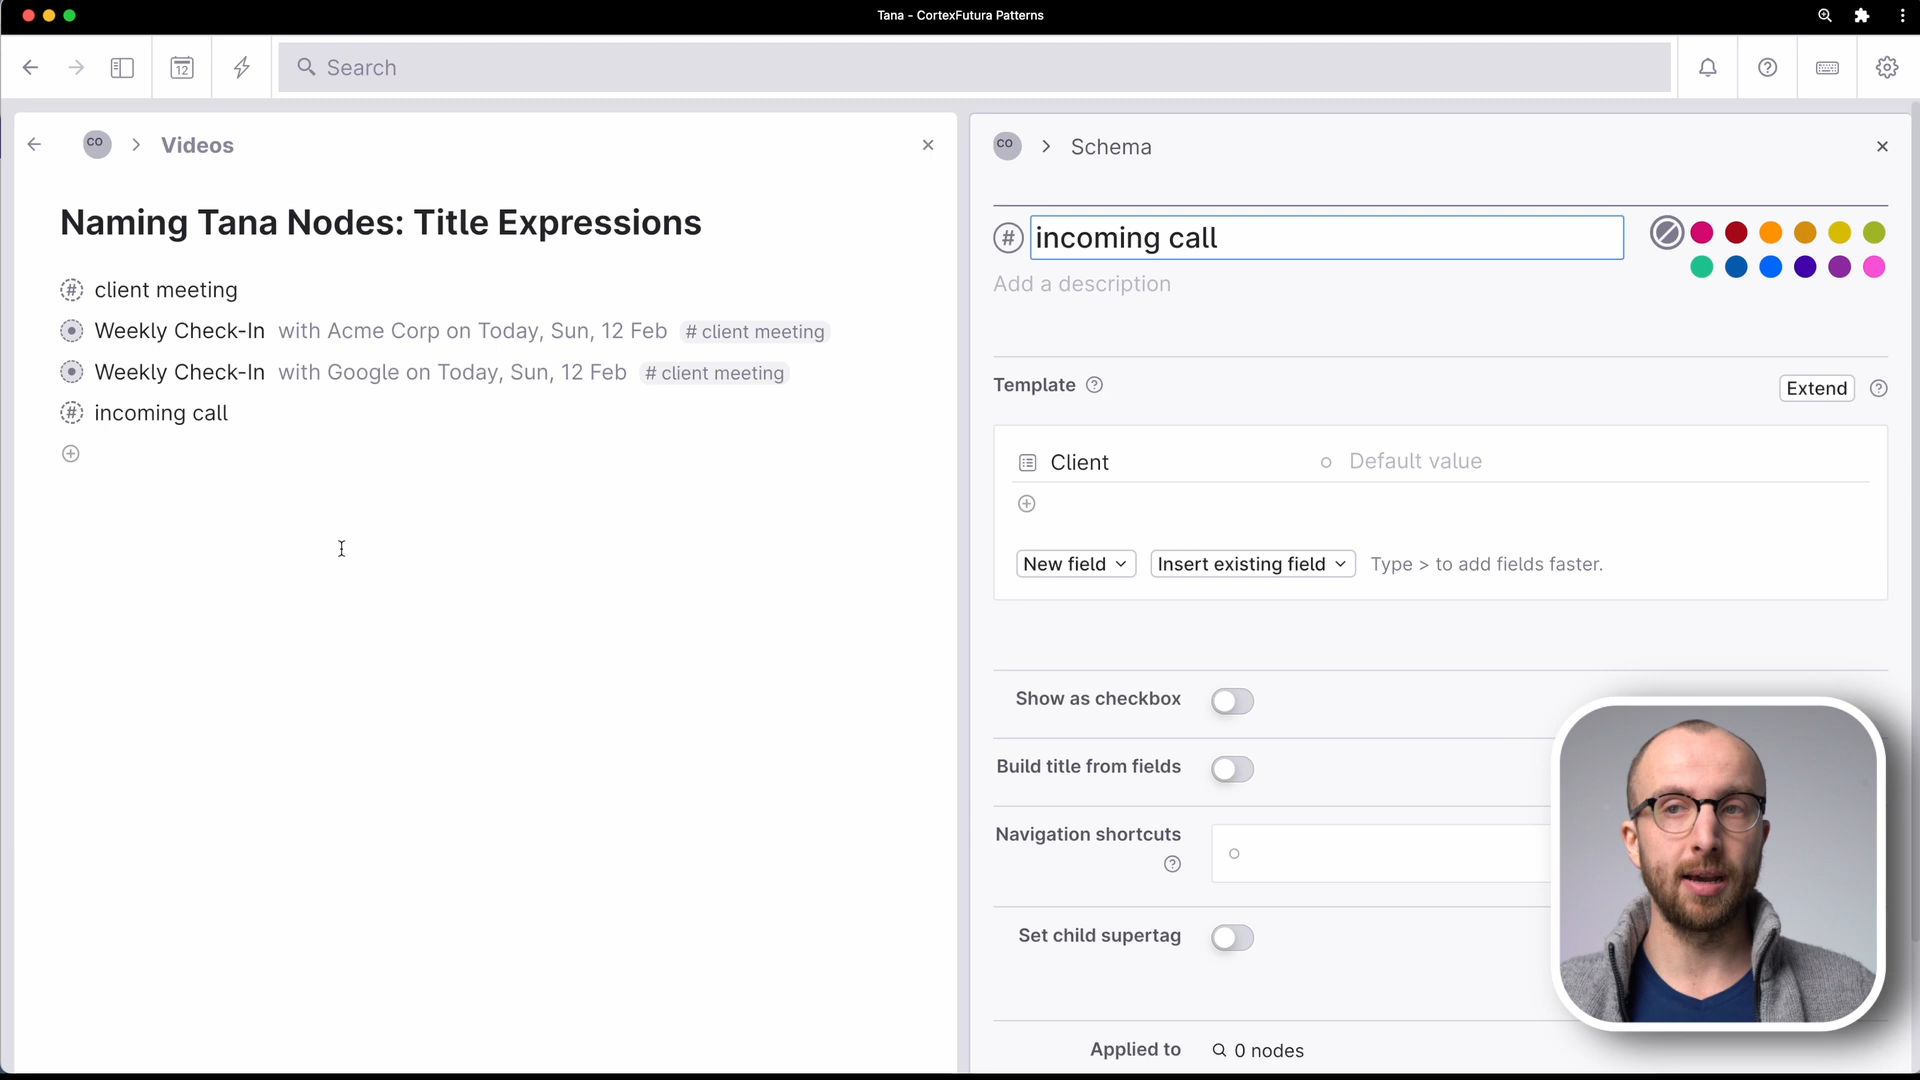 Tana - CortexFutura Patterns
12
Search
CO > Videos
Naming Tana Nodes: Title Expressions
# client meeting
Weekly Check-In with Acme Corp on Today, Sun, 12 Feb # client meeting
Weekly Check-In with Google on Today, Sun, 12 Feb # client meeting
# incoming call
CO > Schema
# incoming call
Add a description
Template
Extend
Client
Default value
New field
Insert existing field
Type > to add fields faster.
Show as checkbox
Build title from fields
Navigation shortcuts
Set child supertag
Applied to
0 nodes